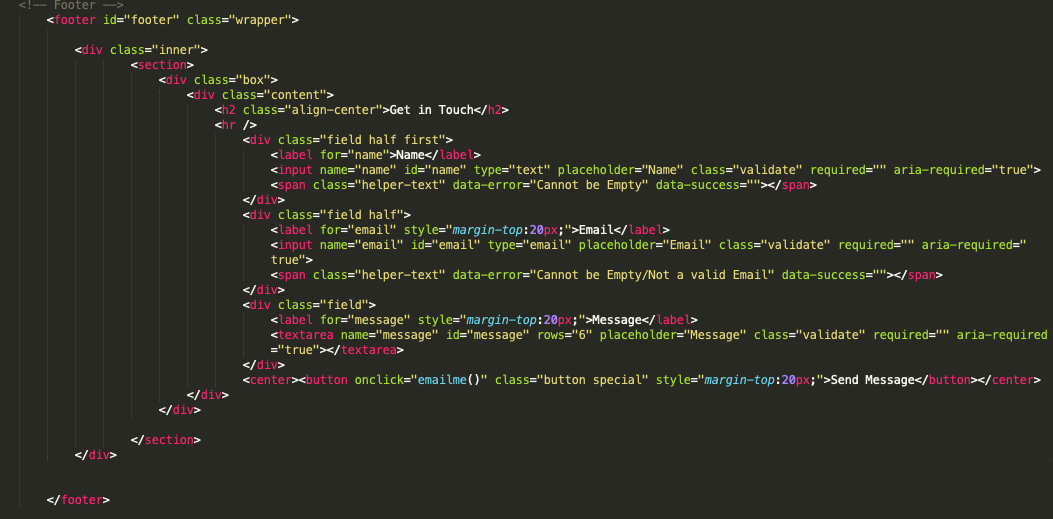 <!-- Footer -->
<footer id="footer" class="wrapper">
<div class="inner">
<section>
<div class="box">
<div class="content">
<h2 class="align-center">Get in Touch</h2>
<hr />
<div class="field half first">
<label for="name">Name</label>
<input name="name" id="name" type="text" placeholder="Name" class="validate" required="" aria-required="true">
<span class="helper-text" data-error="Cannot be Empty" data-success=""></span>
</div>
<div class="field half">
<label for="email" style="margin-top:20px;">Email</label>
<input name="email" id="email" type="email" placeholder="Email" class="validate" required="" aria-required="
true">
<span class="helper-text" data-error="Cannot be Empty/Not a valid Email" data-success=""></span>
</div>
<div class="field">
<label for="message" style="margin-top:20px;">Message</label>
<textarea name="message" id="message" rows="6" placeholder="Message" class="validate" required="" aria-required
="true"></textarea>
</div>
<center><button onclick="emailme()" class="button special" style="margin-top:20px;">Send Message</button></center>
</div>
</div>
</section>
</div>
</footer>